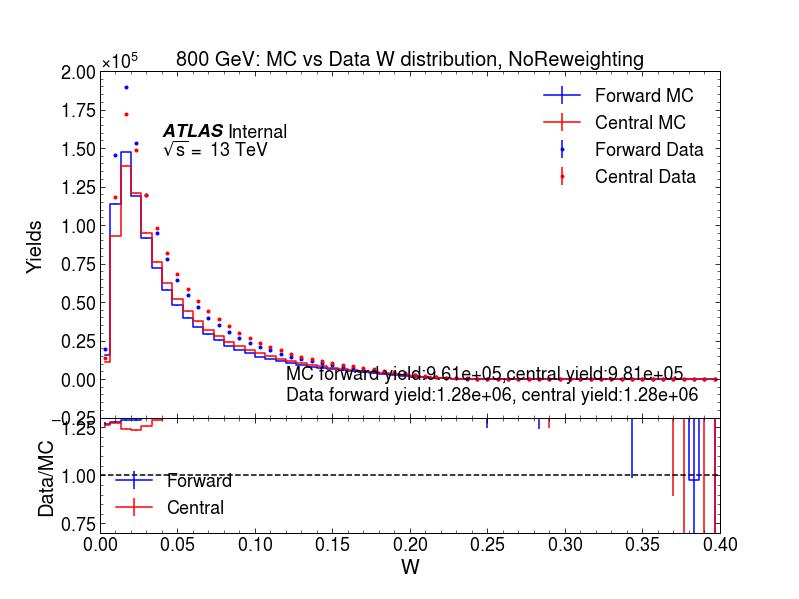 ×10⁵
800 GeV: MC vs Data W distribution, NoReweighting
2.00
1.75
1.50
1.25
1.00
0.75
0.50
0.25
0.00
−0.25
Yields
ATLAS Internal
√s = 13 TeV
Forward MC
Central MC
Forward Data
Central Data
MC forward yield:9.61e+05 central yield:9.81e+05
Data forward yield:1.28e+06, central yield:1.28e+06
1.25
1.00
0.75
Data/MC
Forward
Central
0.00 0.05 0.10 0.15 0.20 0.25 0.30 0.35 0.40
W